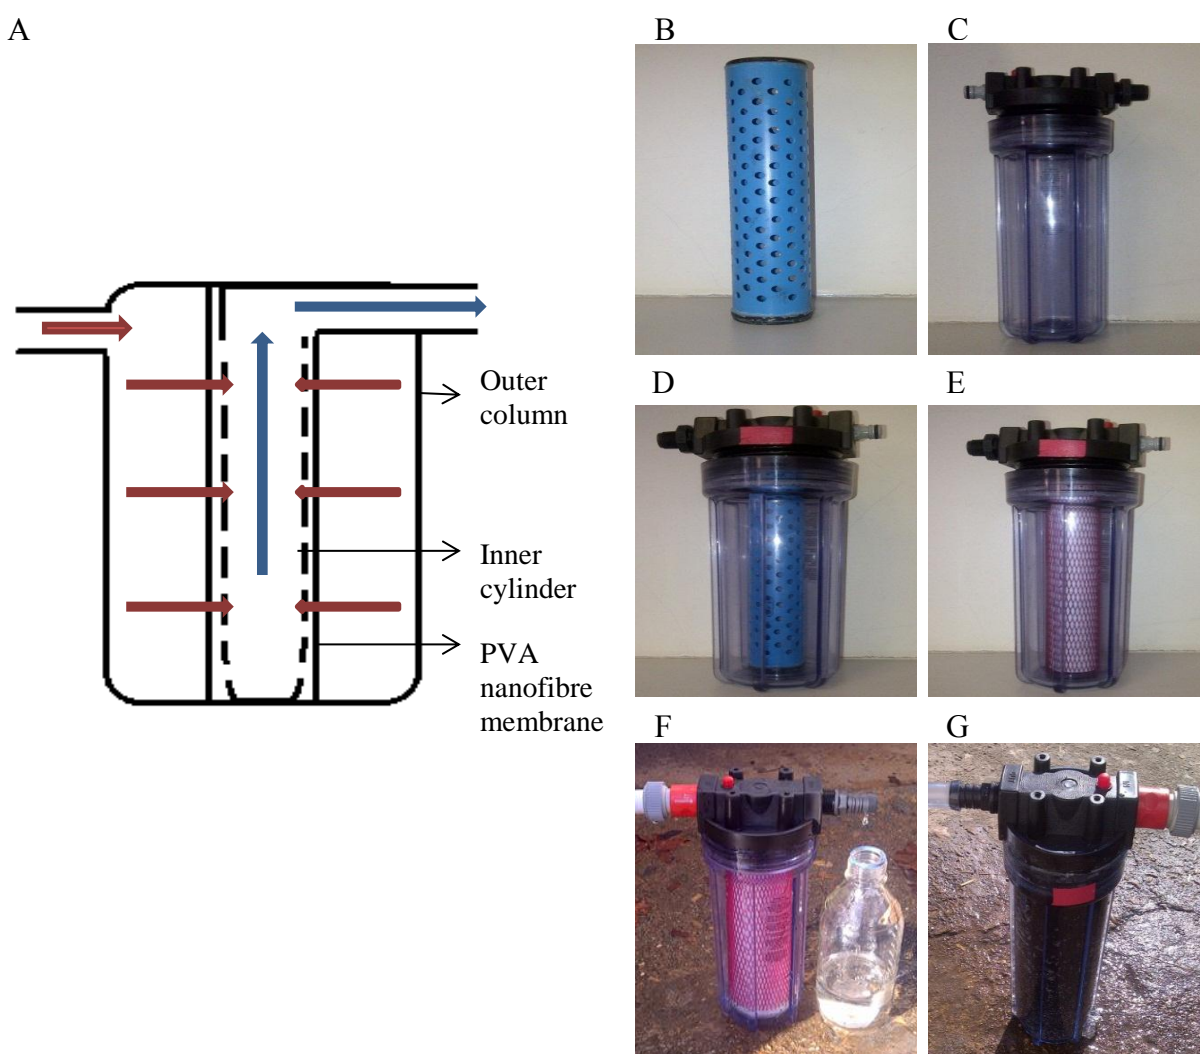 A
B
C
Outer
column
Inner
cylinder
PVA
nanofibre
membrane
D
E
F
G